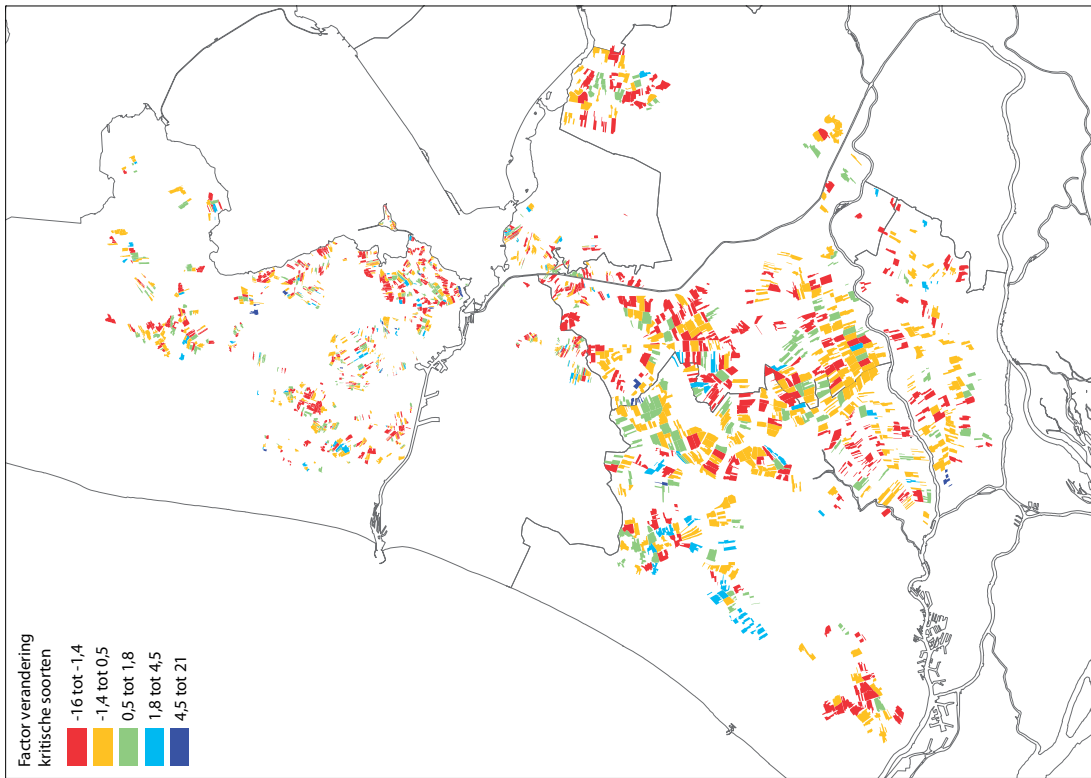 Factor verandering
kritische soorten
-16 tot -1,4
-1,4 tot 0,5
0,5 tot 1,8
1,8 tot 4,5
4,5 tot 21